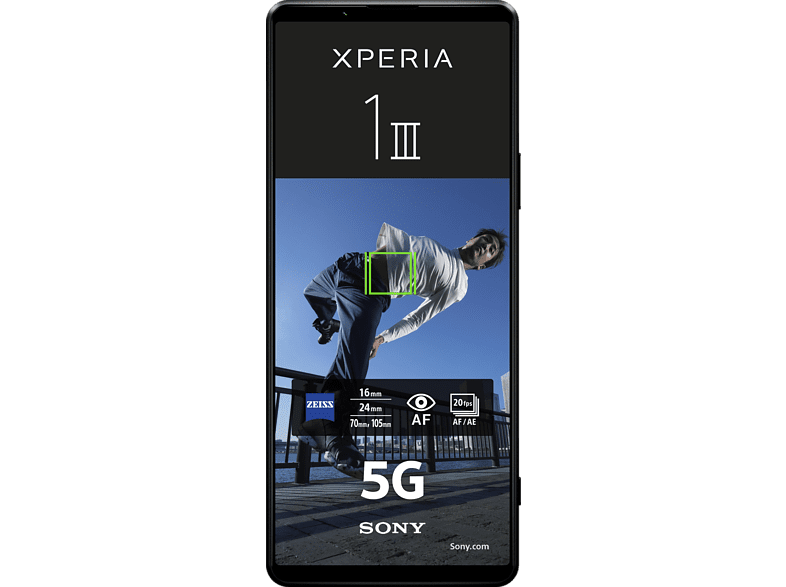 XPERIA
1 III
ZEISS
16mm
24mm
70mm, 105mm
AF
20fps
AF/AE
5G
SONY
Sony.com